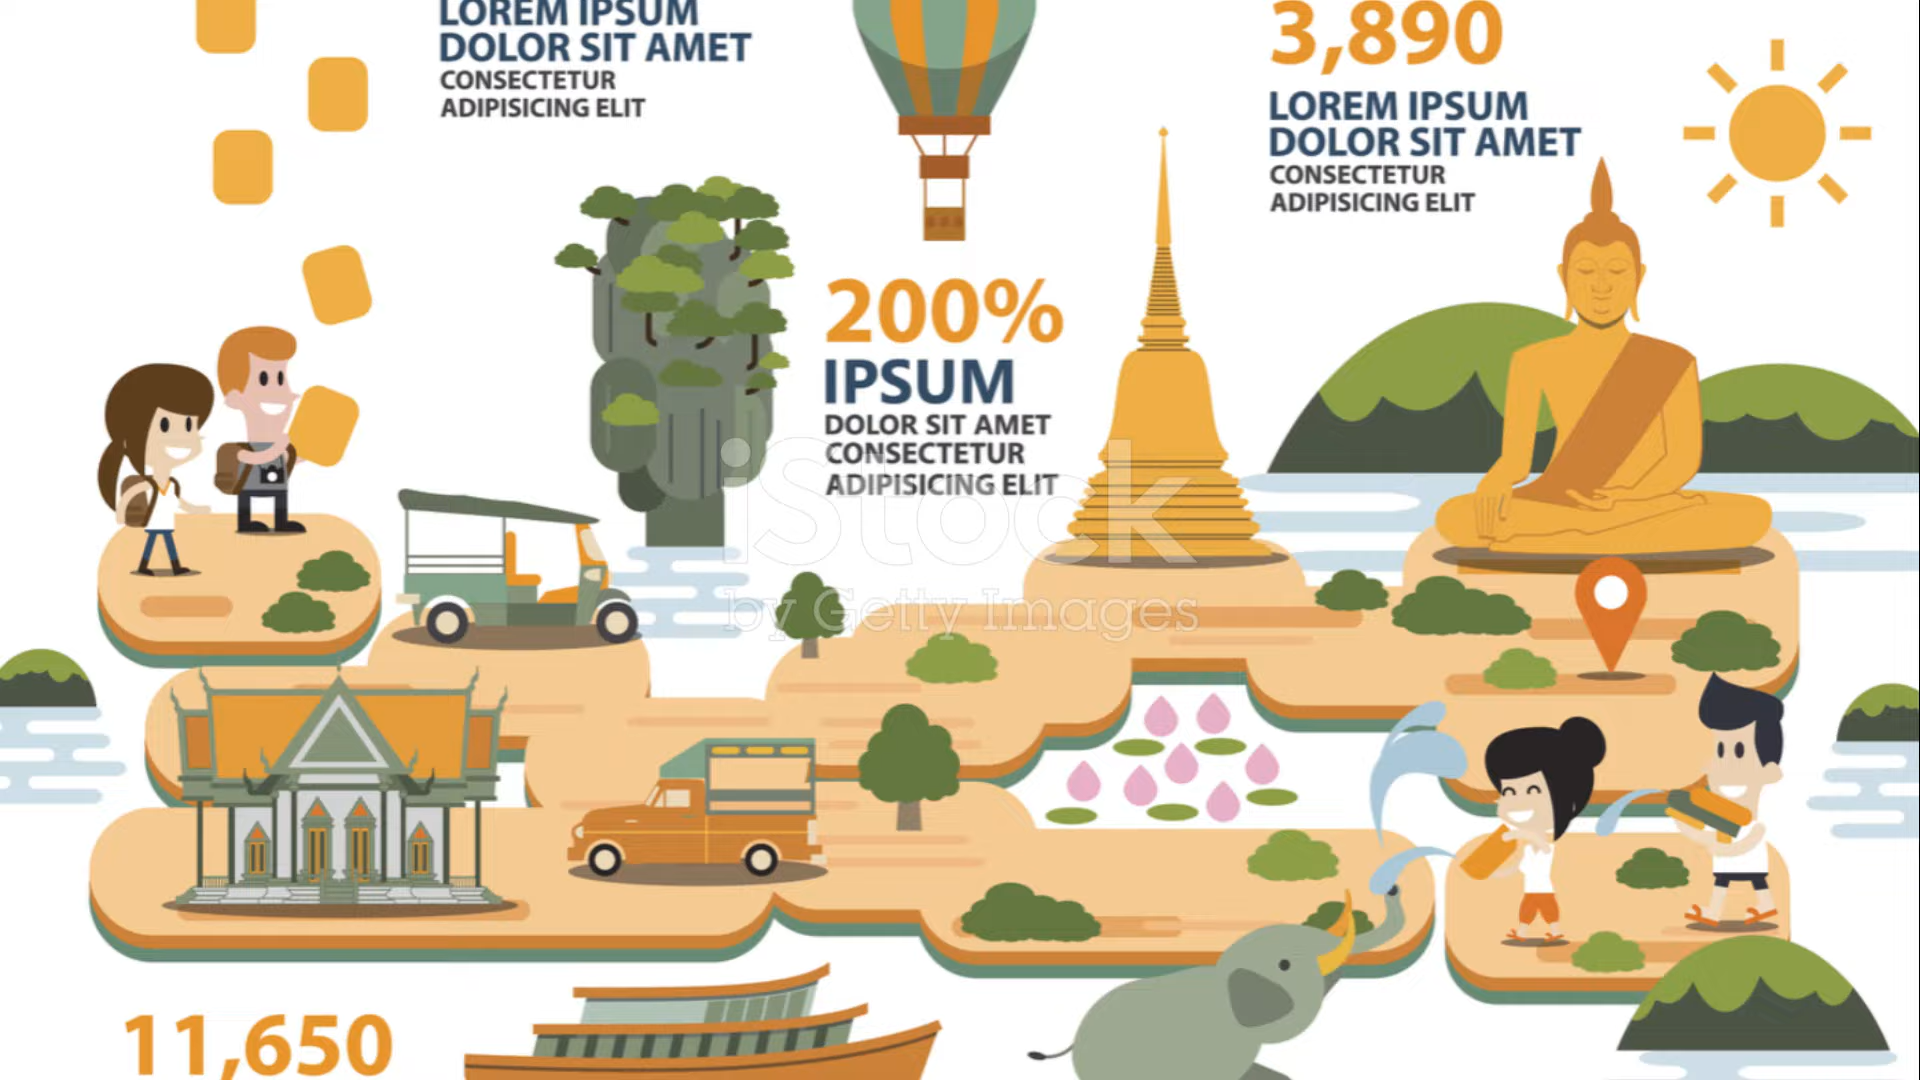 LOREM IPSUM
DOLOR SIT AMET
CONSECTETUR
ADIPISICING ELIT
3,890
LOREM IPSUM
DOLOR SIT AMET
CONSECTETUR
ADIPISICING ELIT
200%
IPSUM
DOLOR SIT AMET
CONSECTETUR
ADIPISICING ELIT
iStock
by Getty Images
11,650